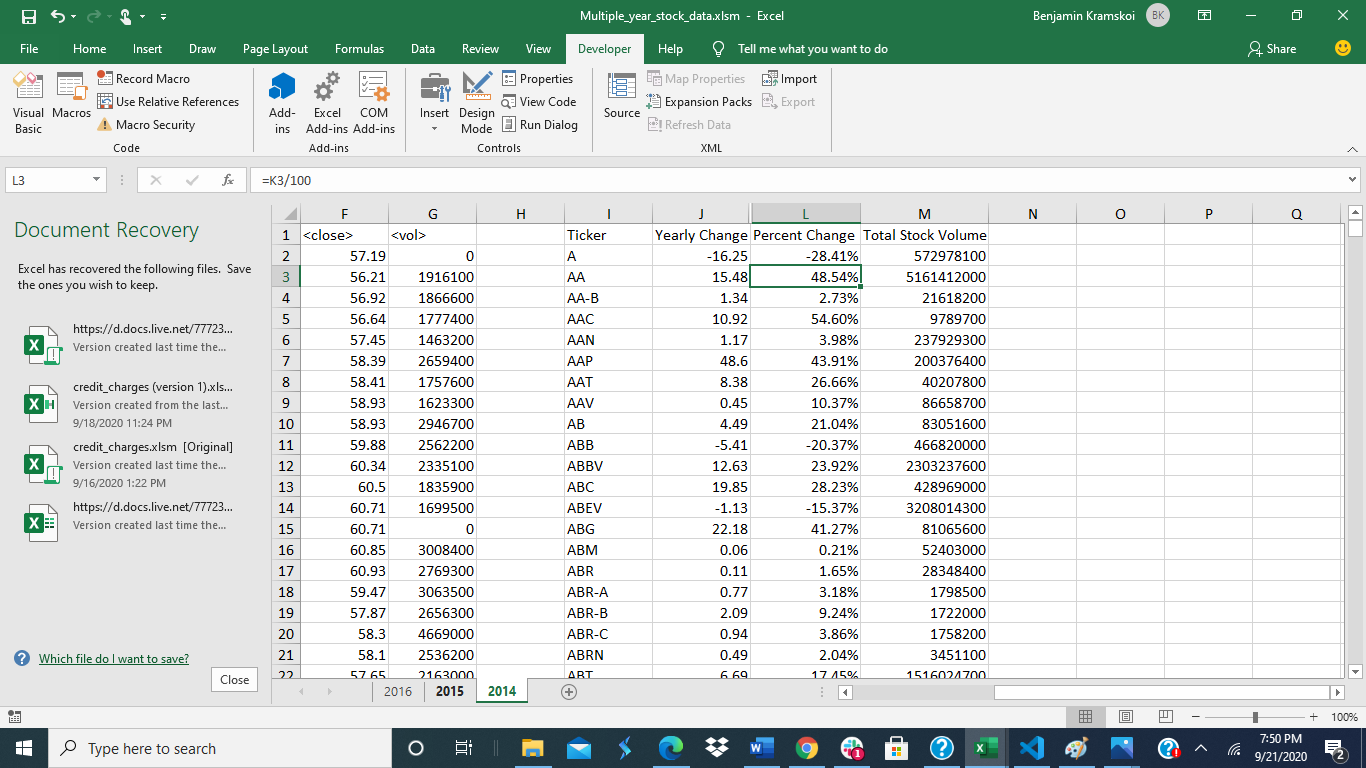 Multiple_year_stock_data.xlsm - Excel
Benjamin Kramskoi BK
File Home Insert Draw Page Layout Formulas Data Review View Developer Help Tell me what you want to do Share
Visual Basic
Macros
Record Macro
Use Relative References
Macro Security
Code
Add-ins
Excel Add-ins
COM Add-ins
Add-ins
Insert
Design Mode
Properties
View Code
Run Dialog
Controls
Source
Map Properties
Expansion Packs
Refresh Data
Import
Export
XML
L3 fx =K3/100
Document Recovery
Excel has recovered the following files. Save
the ones you wish to keep.
https://d.docs.live.net/77723...
Version created last time the...
credit_charges (version 1).xls...
Version created from the last...
9/18/2020 11:24 PM
credit_charges.xlsm [Original]
Version created last time the...
9/16/2020 1:22 PM
https://d.docs.live.net/77723...
Version created last time the...
Which file do I want to save?
Close
F G H I J L M N O P Q
1 <close> <vol> Ticker Yearly Change Percent Change Total Stock Volume
2 57.19 0 A -16.25 -28.41% 572978100
3 56.21 1916100 AA 15.48 48.54% 5161412000
4 56.92 1866600 AA-B 1.34 2.73% 21618200
5 56.64 1777400 AAC 10.92 54.60% 9789700
6 57.45 1463200 AAN 1.17 3.98% 237929300
7 58.39 2659400 AAP 48.6 43.91% 200376400
8 58.41 1757600 AAT 8.38 26.66% 40207800
9 58.93 1623300 AAV 0.45 10.37% 86658700
10 58.93 2946700 AB 4.49 21.04% 83051600
11 59.88 2562200 ABB -5.41 -20.37% 466820000
12 60.34 2335100 ABBV 12.63 23.92% 2303237600
13 60.5 1835900 ABC 19.85 28.23% 428969000
14 60.71 1699500 ABEV -1.13 -15.37% 3208014300
15 60.71 0 ABG 22.18 41.27% 81065600
16 60.85 3008400 ABM 0.06 0.21% 52403000
17 60.93 2769300 ABR 0.11 1.65% 28348400
18 59.47 3063500 ABR-A 0.77 3.18% 1798500
19 57.87 2656300 ABR-B 2.09 9.24% 1722000
20 58.3 4669000 ABR-C 0.94 3.86% 1758200
21 58.1 2536200 ABRN 0.49 2.04% 3451100
22 57.65 2163000 ABT 6.69 17.45% 1516024700
2016 2015 2014
100%
Type here to search
7:50 PM
9/21/2020
2